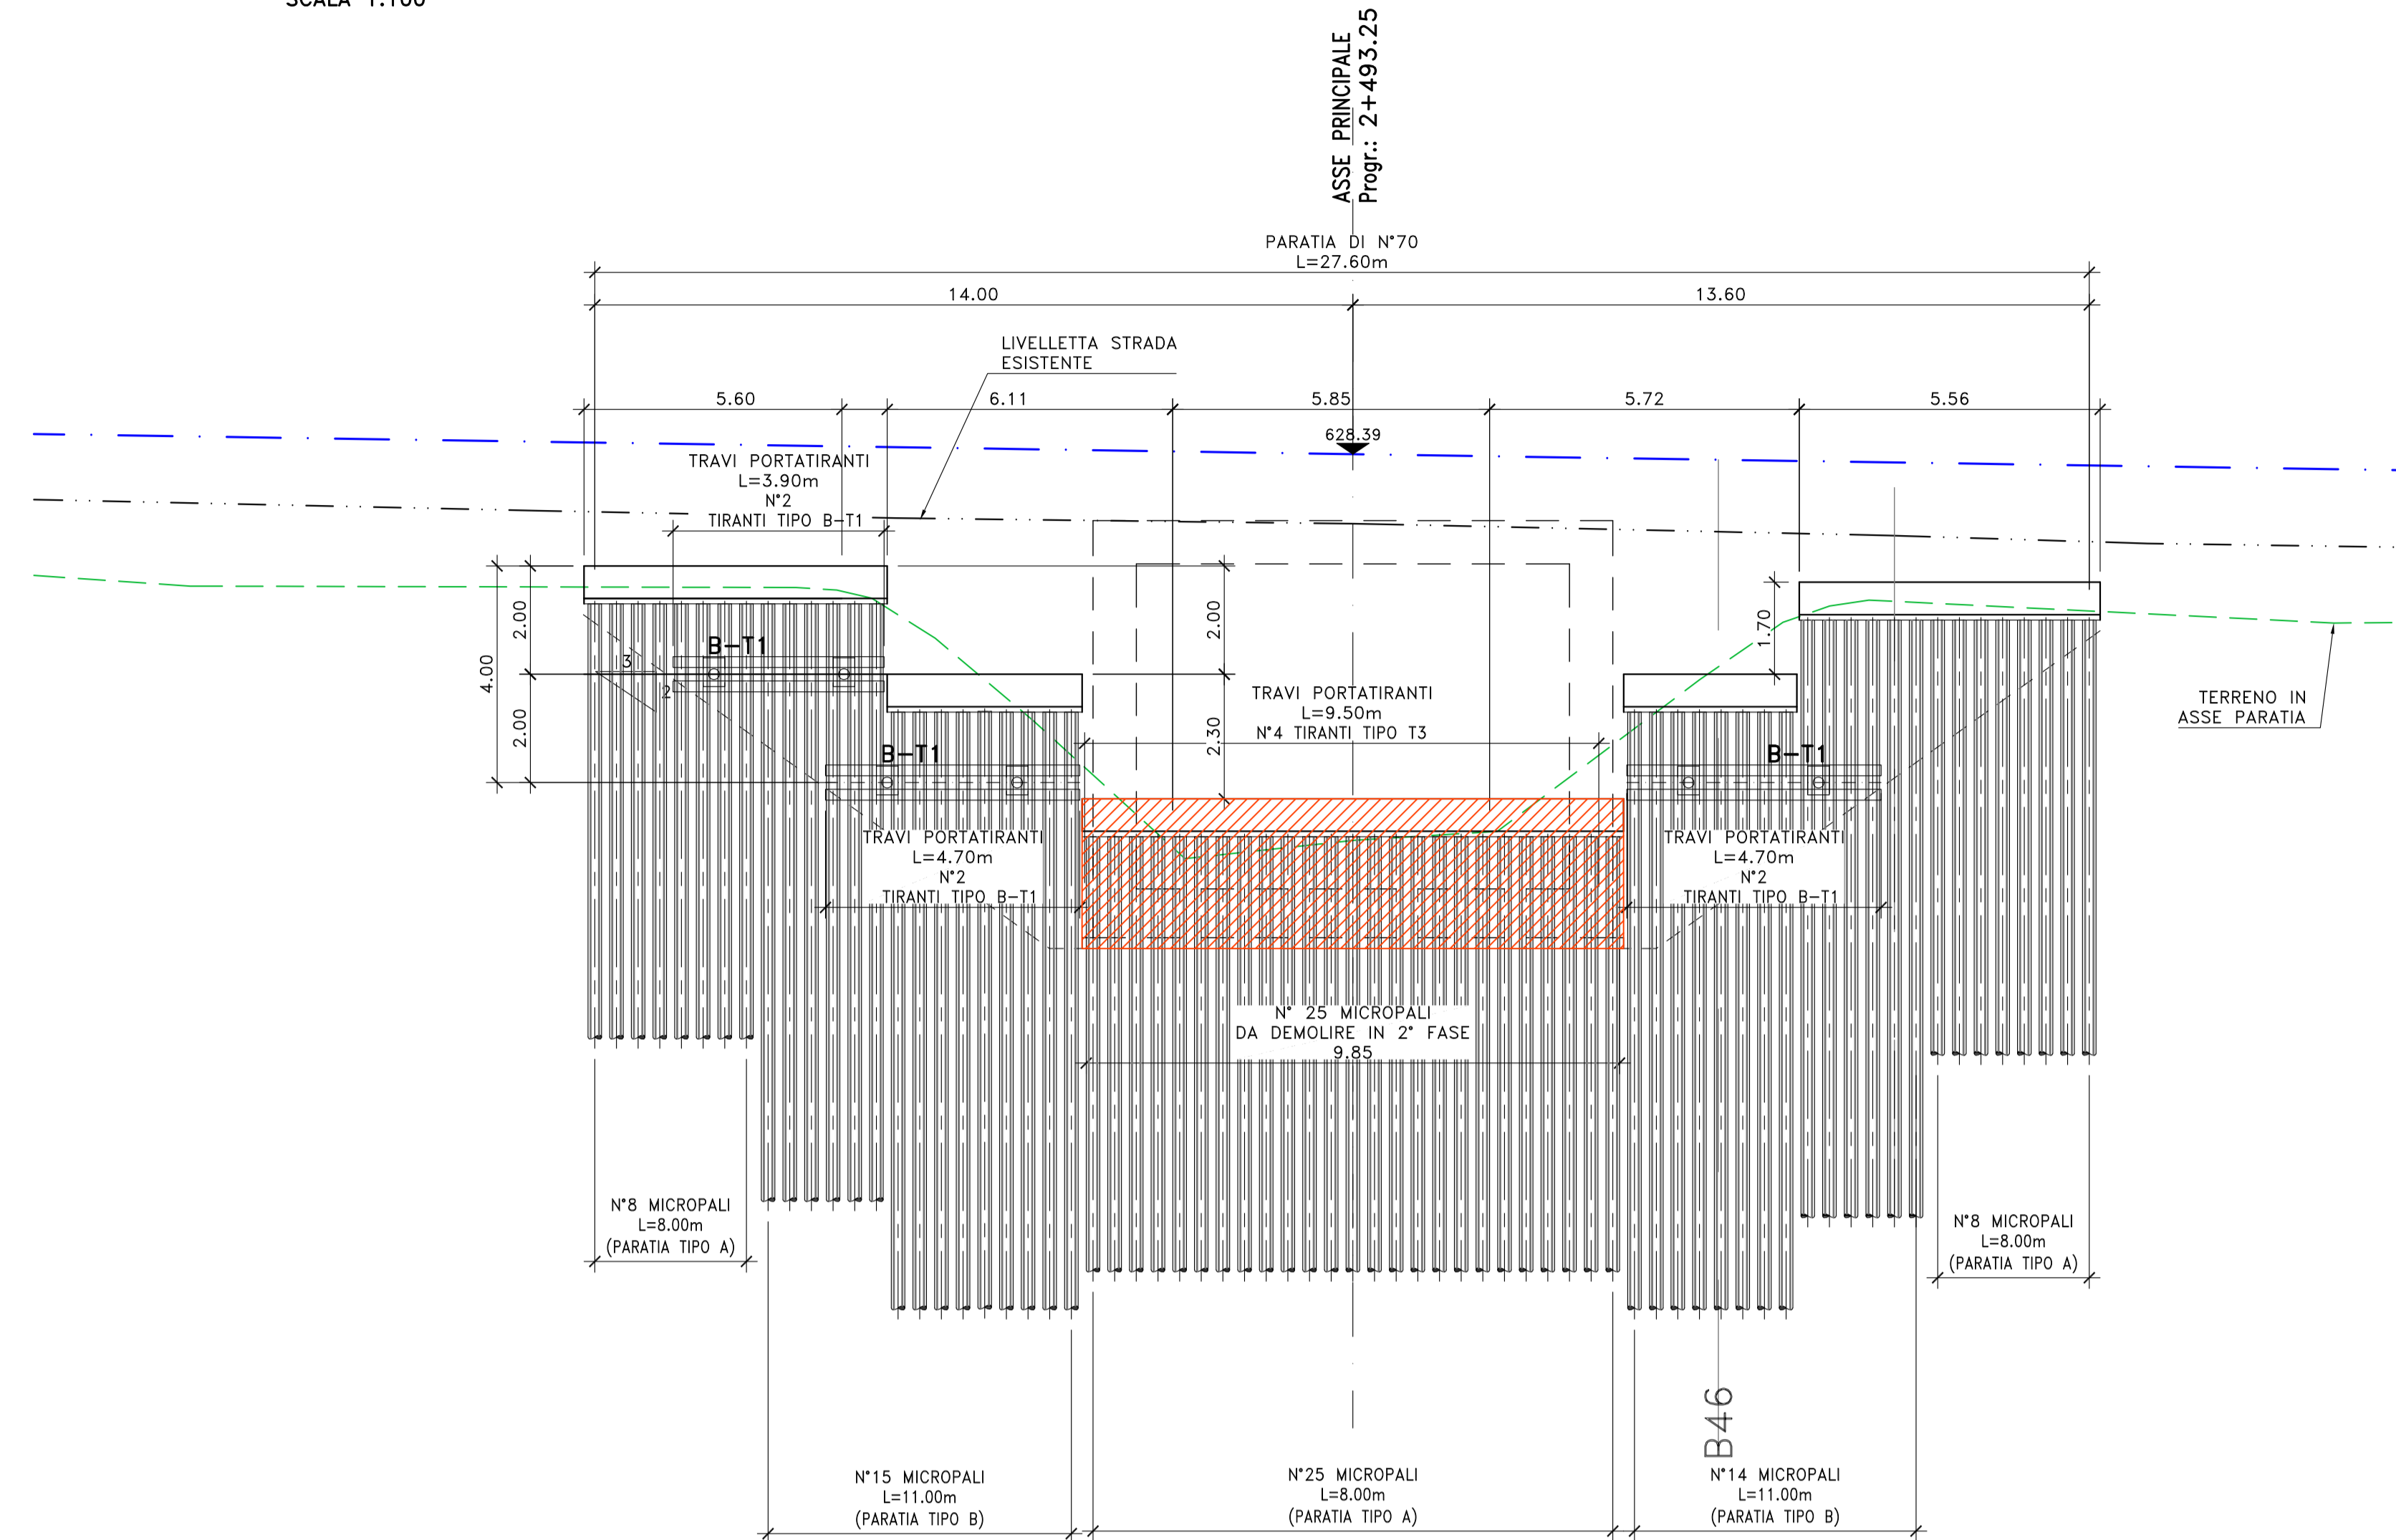 SCALA 1:100
ASSE PRINCIPALE
Progr.: 2+493.25
PARATIA DI N°70
L=27.60m
14.00
13.60
LIVELLETTA STRADA
ESISTENTE
5.60
6.11
5.85
5.72
5.56
628.39
TRAVI PORTATIRANTI
L=3.90m
N°2
TIRANTI TIPO B-T1
2.00
4.00
2.00
B-T1
3
2
2.00
2.30
1.70
TRAVI PORTATIRANTI
L=9.50m
N°4 TIRANTI TIPO T3
TERRENO IN
ASSE PARATIA
B-T1
B-T1
TRAVI PORTATIRANTI
L=4.70m
N°2
TIRANTI TIPO B-T1
TRAVI PORTATIRANTI
L=4.70m
N°2
TIRANTI TIPO B-T1
N° 25 MICROPALI
DA DEMOLIRE IN 2° FASE
9.85
N°8 MICROPALI
L=8.00m
(PARATIA TIPO A)
N°8 MICROPALI
L=8.00m
(PARATIA TIPO A)
B46
N°15 MICROPALI
L=11.00m
(PARATIA TIPO B)
N°25 MICROPALI
L=8.00m
(PARATIA TIPO A)
N°14 MICROPALI
L=11.00m
(PARATIA TIPO B)